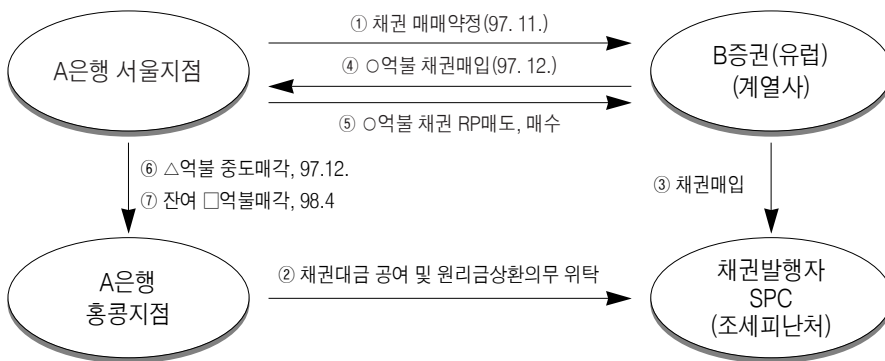 ① 채권 매매약정(97. 11.)
A은행 서울지점
④ ○억불 채권매입(97. 12.)
B증권(유럽)
(계열사)
⑤ ○억불 채권 RP매도, 매수
⑥ △억불 중도매각, 97.12.
⑦ 잔여 □억불매각, 98.4
③ 채권매입
A은행
홍콩지점
② 채권대금 공여 및 원리금상환의무 위탁
채권발행자
SPC
(조세피난처)